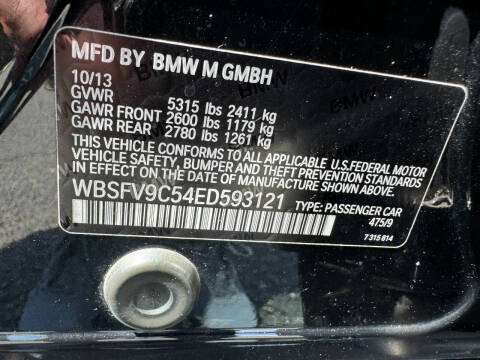 MFD BY BMW M GMBH
10/13
GVWR 5315 lbs 2411 kg
GAWR FRONT 2600 lbs 1179 kg
GAWR REAR 2780 lbs 1261 kg
THIS VEHICLE CONFORMS TO ALL APPLICABLE U.S.FEDERAL MOTOR
VEHICLE SAFETY, BUMPER AND THEFT PREVENTION STANDARDS
IN EFFECT ON THE DATE OF MANUFACTURE SHOWN ABOVE.
WBSFV9C54ED593121
TYPE: PASSENGER CAR
475/9
7315814